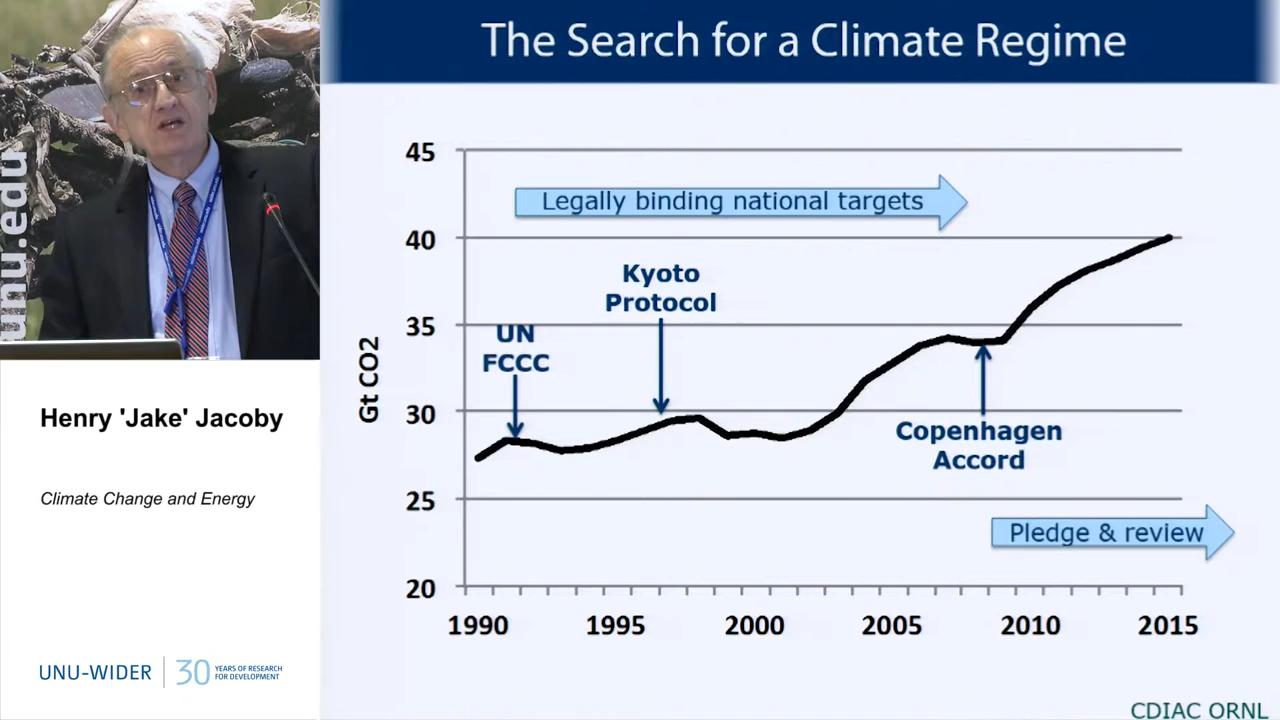 The Search for a Climate Regime
unu.edu
45
40
35
30
25
20
Gt CO2
Legally binding national targets
Kyoto
Protocol
UN
FCCC
Copenhagen
Accord
Pledge & review
1990
1995
2000
2005
2010
2015
CDIAC ORNL
Henry 'Jake' Jacoby
Climate Change and Energy
UNU-WIDER
30
YEARS OF RESEARCH
FOR DEVELOPMENT